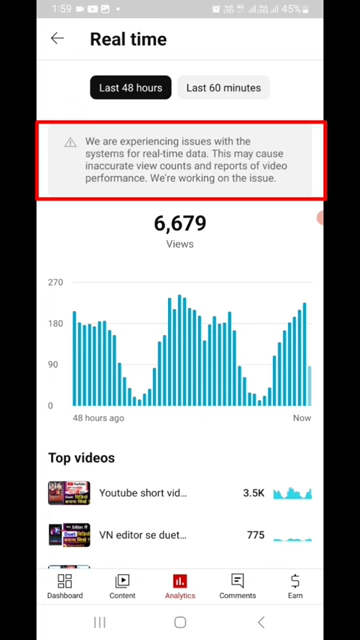 1:59
45%
Real time
Last 48 hours
Last 60 minutes
We are experiencing issues with the
systems for real-time data. This may cause
inaccurate view counts and reports of video
performance. We're working on the issue.
6,679
Views
270
180
90
0
48 hours ago
Now
Top videos
Youtube short vid...
3.5K
VN editor se duet...
775
Dashboard
Content
Analytics
Comments
Earn